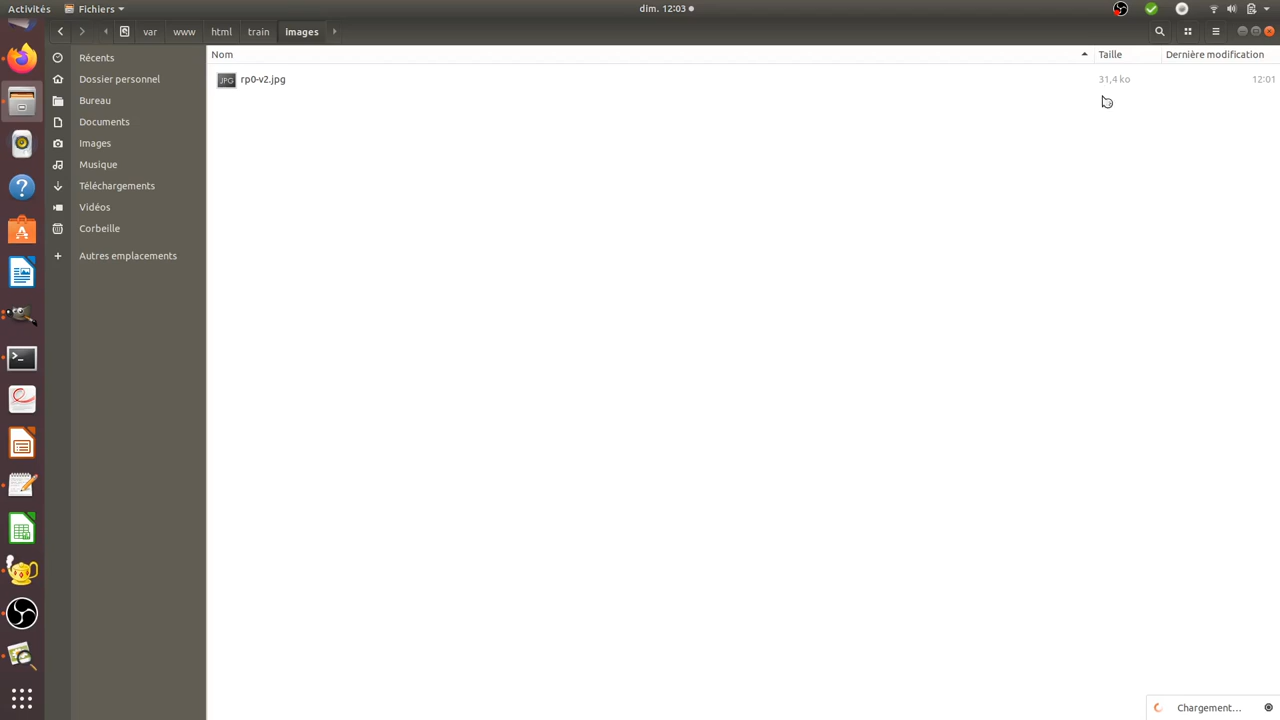 Activités Fichiers dim. 12:03
var www html train images
Nom Taille Dernière modification
JPG rp0-v2.jpg 31,4 ko 12:01
Récents
Dossier personnel
Bureau
Documents
Images
Musique
Téléchargements
Vidéos
Corbeille
+ Autres emplacements
Chargement…